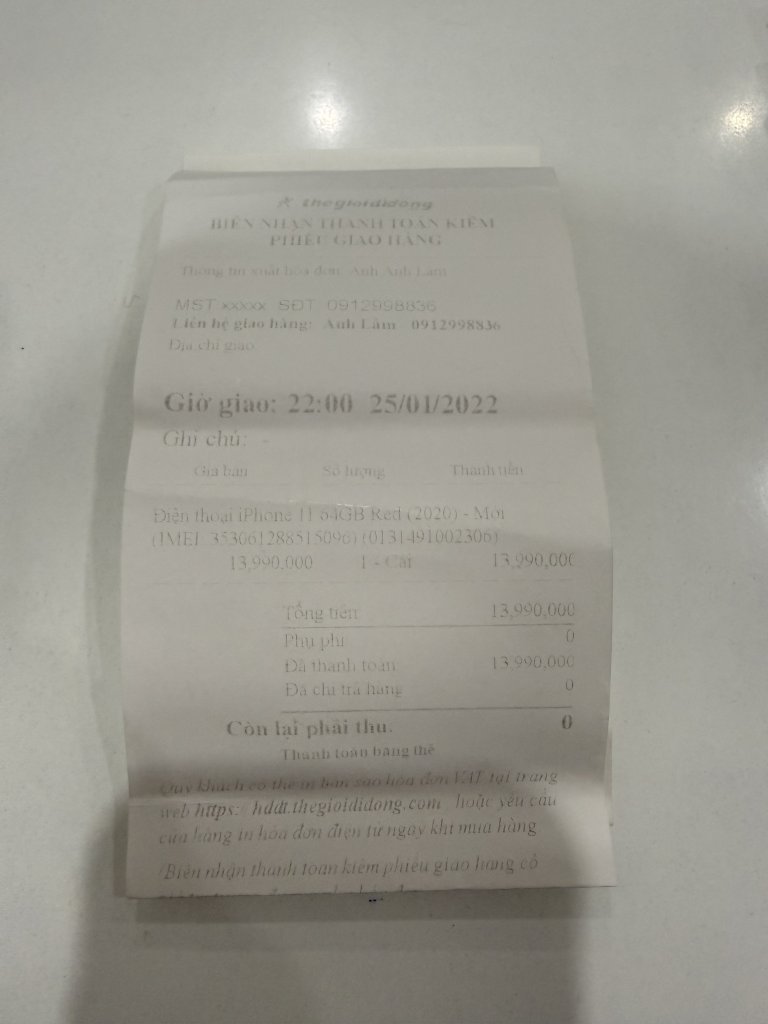 thegioididong
BIÊN NHẬN THANH TOÁN KIÊM
PHIẾU GIAO HÀNG
Thông tin xuất hóa đơn: Anh Anh Lâm
MST:xxxxx SĐT: 0912998836
Liên hệ giao hàng: Anh Lâm 0912998836
Địa chỉ giao:
Giờ giao: 22:00 25/01/2022
Ghi chú: -
Giá bán Số lượng Thành tiền
Điện thoại iPhone 11 64GB Red (2020) - Mới
(IMEI: 353061288515096) (0131491002306)
13,990,000 1 - Cái 13,990,000
Tổng tiền 13,990,000
Phụ phí 0
Đã thanh toán 13,990,000
Đã chi trả hàng 0
Còn lại phải thu: 0
Thanh toán bằng thẻ
Quý khách có thể in bản sao hóa đơn VAT tại trang
web https://hddt.thegioididong.com hoặc yêu cầu
cửa hàng in hóa đơn điện tử ngay khi mua hàng
(Biên nhận thanh toán kiêm phiếu giao hàng có